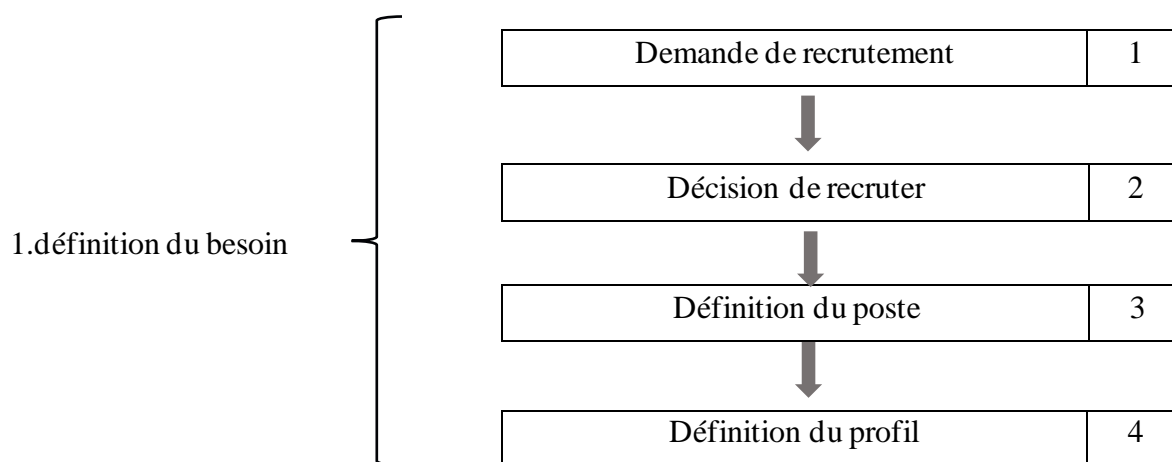 Demande de recrutement 1
Décision de recruter 2
1.définition du besoin
Définition du poste 3
Définition du profil 4